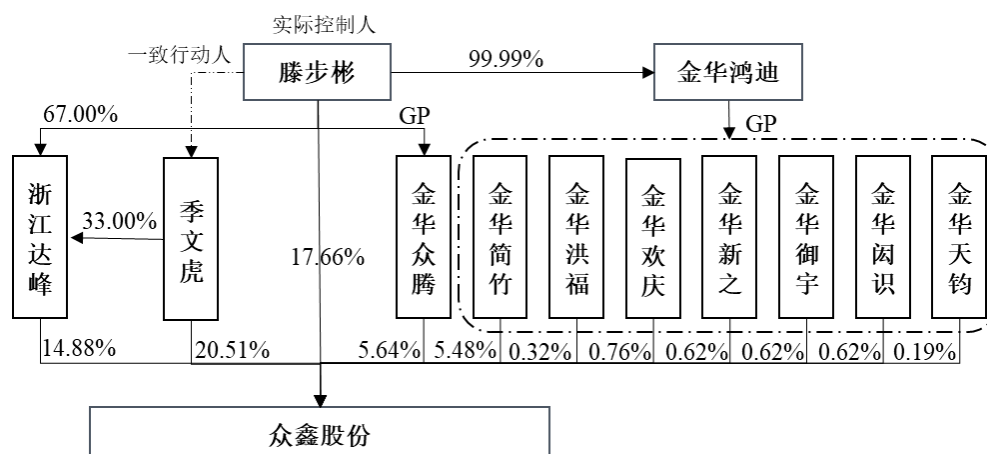 实际控制人
一致行动人
滕步彬
99.99%
金华鸿迪
67.00%
GP
GP
浙江达峰
33.00%
季文虎
17.66%
金华众腾
金华简竹
金华洪福
金华欢庆
金华新之
金华御宇
金华闳识
金华天钧
14.88%
20.51%
5.64%
5.48%
0.32%
0.76%
0.62%
0.62%
0.62%
0.19%
众鑫股份